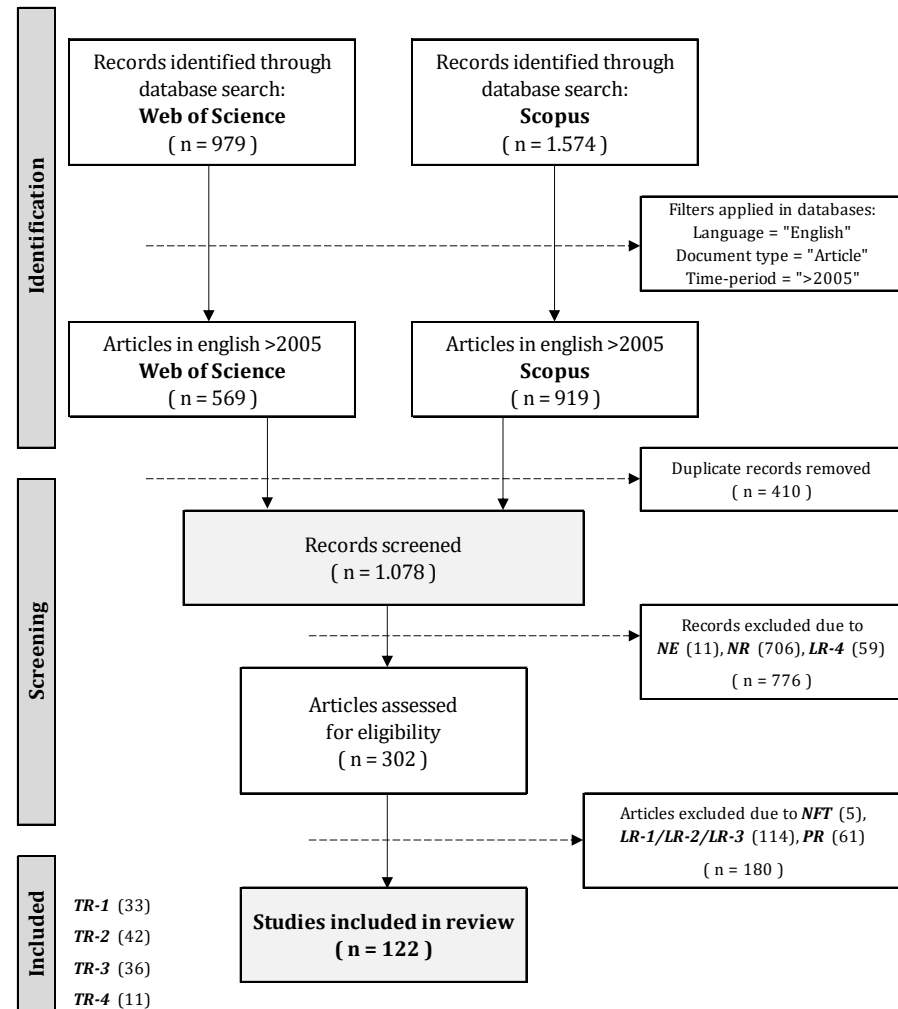 Identification
Records identified through
database search:
Web of Science
( n = 979 )
Records identified through
database search:
Scopus
( n = 1.574 )
Filters applied in databases:
Language = "English"
Document type = "Article"
Time-period = ">2005"
Articles in english >2005
Web of Science
( n = 569 )
Articles in english >2005
Scopus
( n = 919 )
Screening
Duplicate records removed
( n = 410 )
Records screened
( n = 1.078 )
Records excluded due to
NE (11), NR (706), LR-4 (59)
( n = 776 )
Articles assessed
for eligibility
( n = 302 )
Articles excluded due to NFT (5),
LR-1/LR-2/LR-3 (114), PR (61)
( n = 180 )
Included
TR-1 (33)
TR-2 (42)
TR-3 (36)
TR-4 (11)
Studies included in review
( n = 122 )